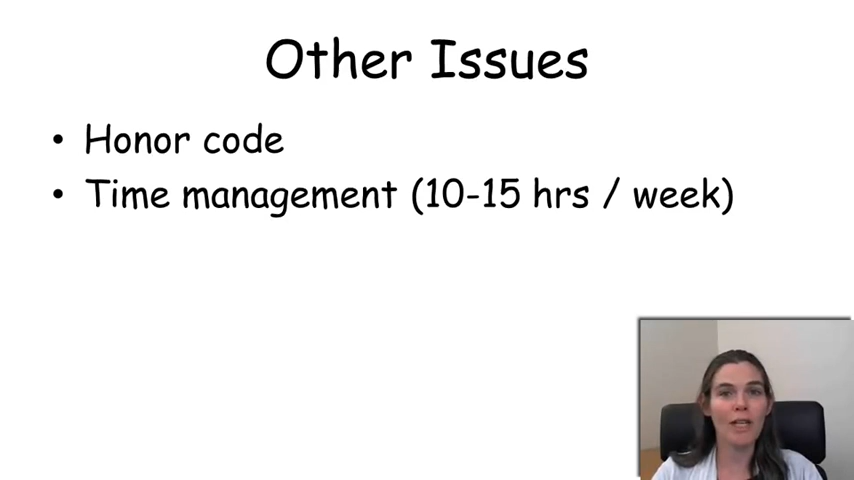 Other Issues
• Honor code
• Time management (10-15 hrs / week)